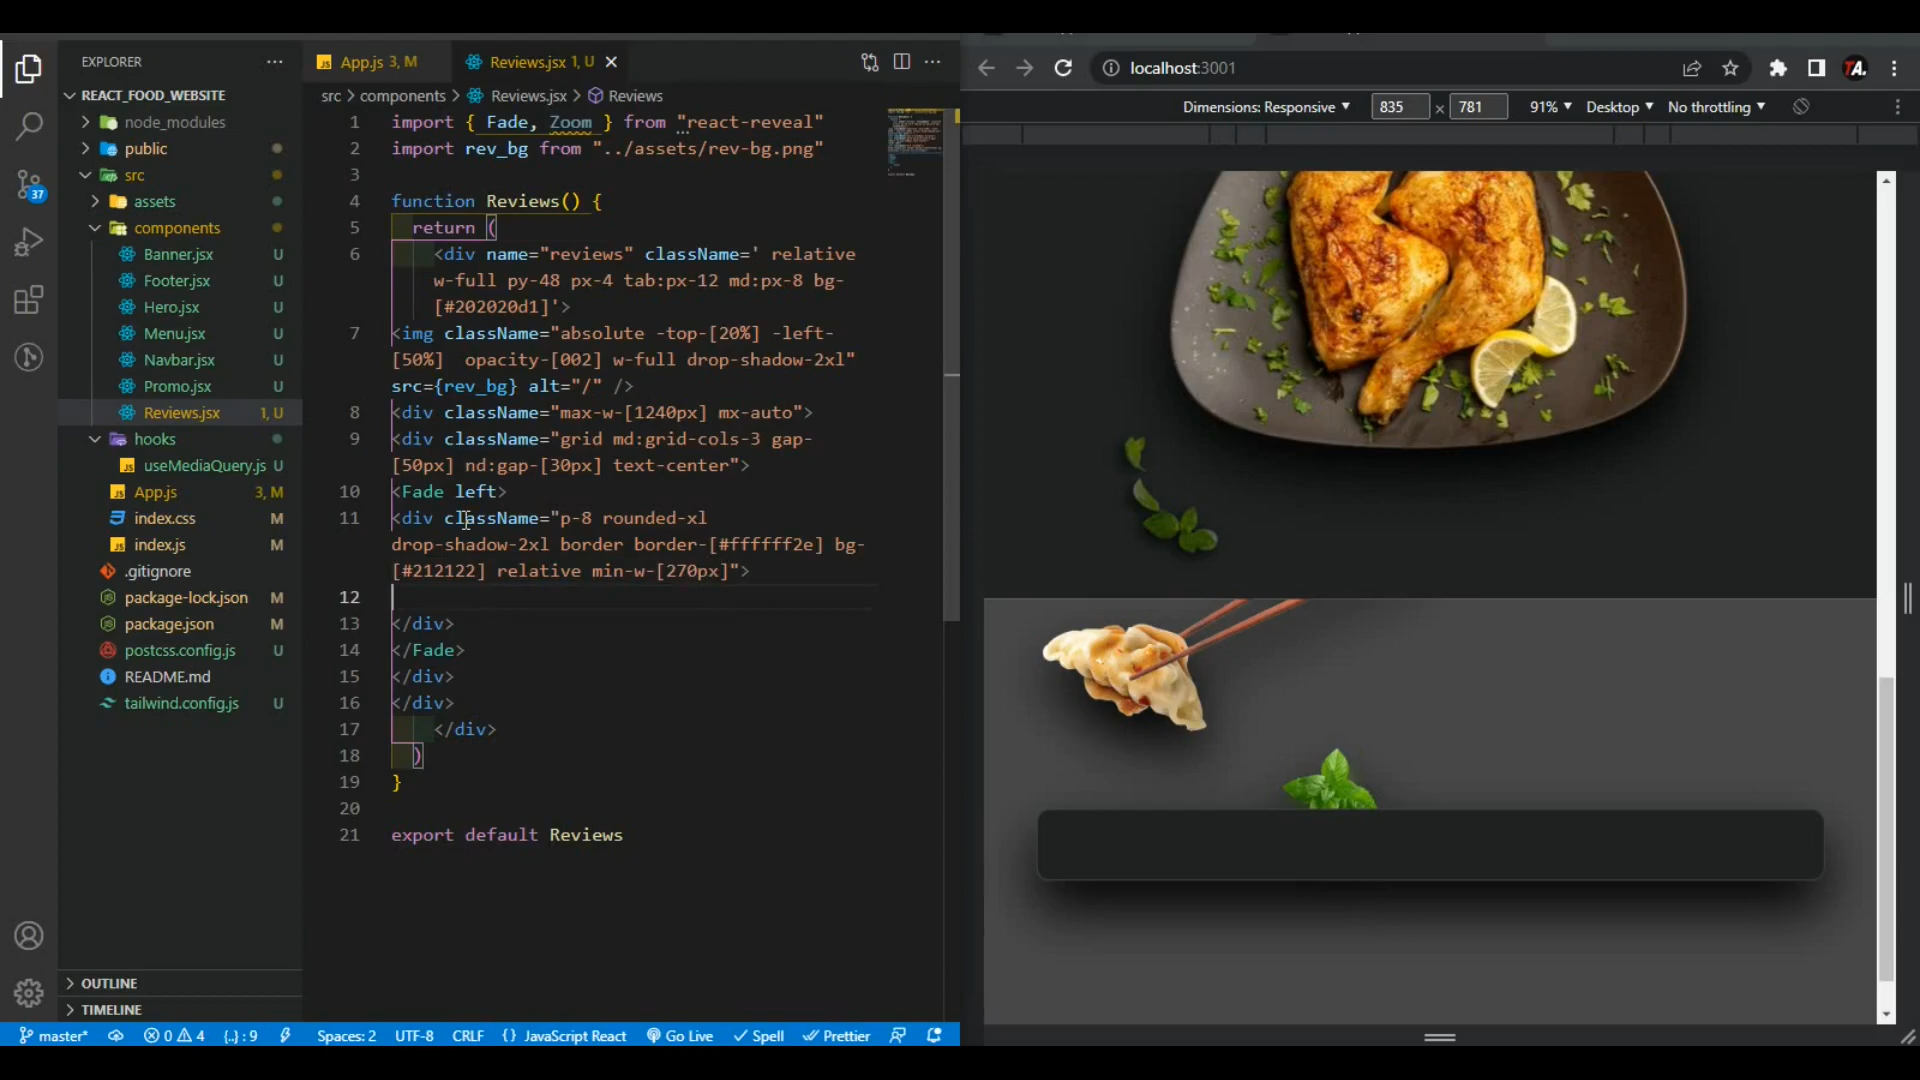 EXPLORER
REACT_FOOD_WEBSITE
node_modules
public
src
assets
components
Banner.jsx U
Footer.jsx U
Hero.jsx U
Menu.jsx U
Navbar.jsx U
Promo.jsx U
Reviews.jsx 1, U
hooks
useMediaQuery.js U
App.js 3, M
index.css M
index.js M
.gitignore
package-lock.json M
package.json M
postcss.config.js U
README.md
tailwind.config.js U
OUTLINE
TIMELINE
37
App.js 3, M
Reviews.jsx 1, U
src > components > Reviews.jsx > Reviews
1 import { Fade, Zoom } from "react-reveal"
2 import rev_bg from "../assets/rev-bg.png"
3
4 function Reviews() {
5 return (
6 <div name="reviews" className=' relative
w-full py-48 px-4 tab:px-12 md:px-8 bg-
[#202020d1]'>
7 <img className="absolute -top-[20%] -left-
[50%] opacity-[002] w-full drop-shadow-2xl"
src={rev_bg} alt="/" />
8 <div className="max-w-[1240px] mx-auto">
9 <div className="grid md:grid-cols-3 gap-
[50px] nd:gap-[30px] text-center">
10 <Fade left>
11 <div className="p-8 rounded-xl
drop-shadow-2xl border border-[#ffffff2e] bg-
[#212122] relative min-w-[270px]">
12
13 </div>
14 </Fade>
15 </div>
16 </div>
17 </div>
18 )
19 }
20
21 export default Reviews
master* 0 4 {..} : 9 Spaces: 2 UTF-8 CRLF {} JavaScript React Go Live Spell Prettier
localhost:3001
TA.
Dimensions: Responsive 835 × 781 91% Desktop No throttling